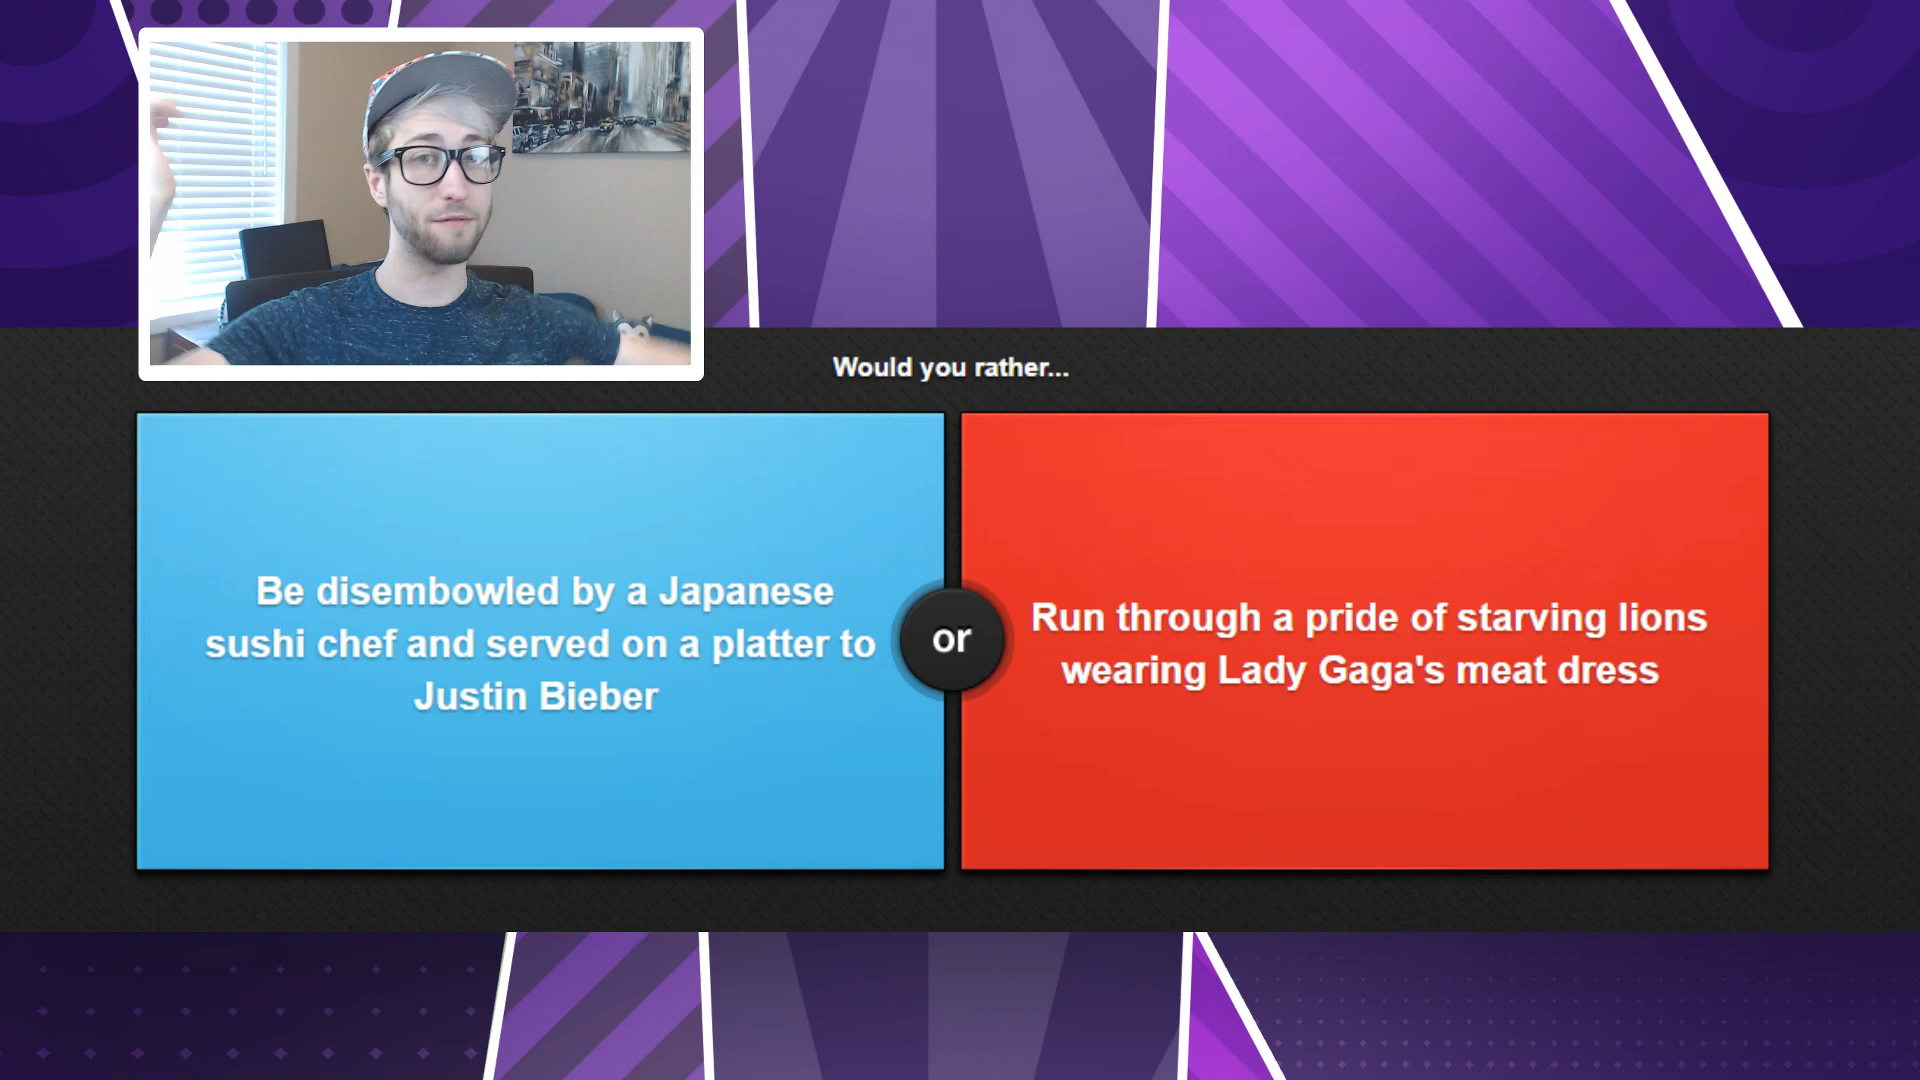 Would you rather...
Be disembowled by a Japanese
sushi chef and served on a platter to
Justin Bieber
or
Run through a pride of starving lions
wearing Lady Gaga's meat dress